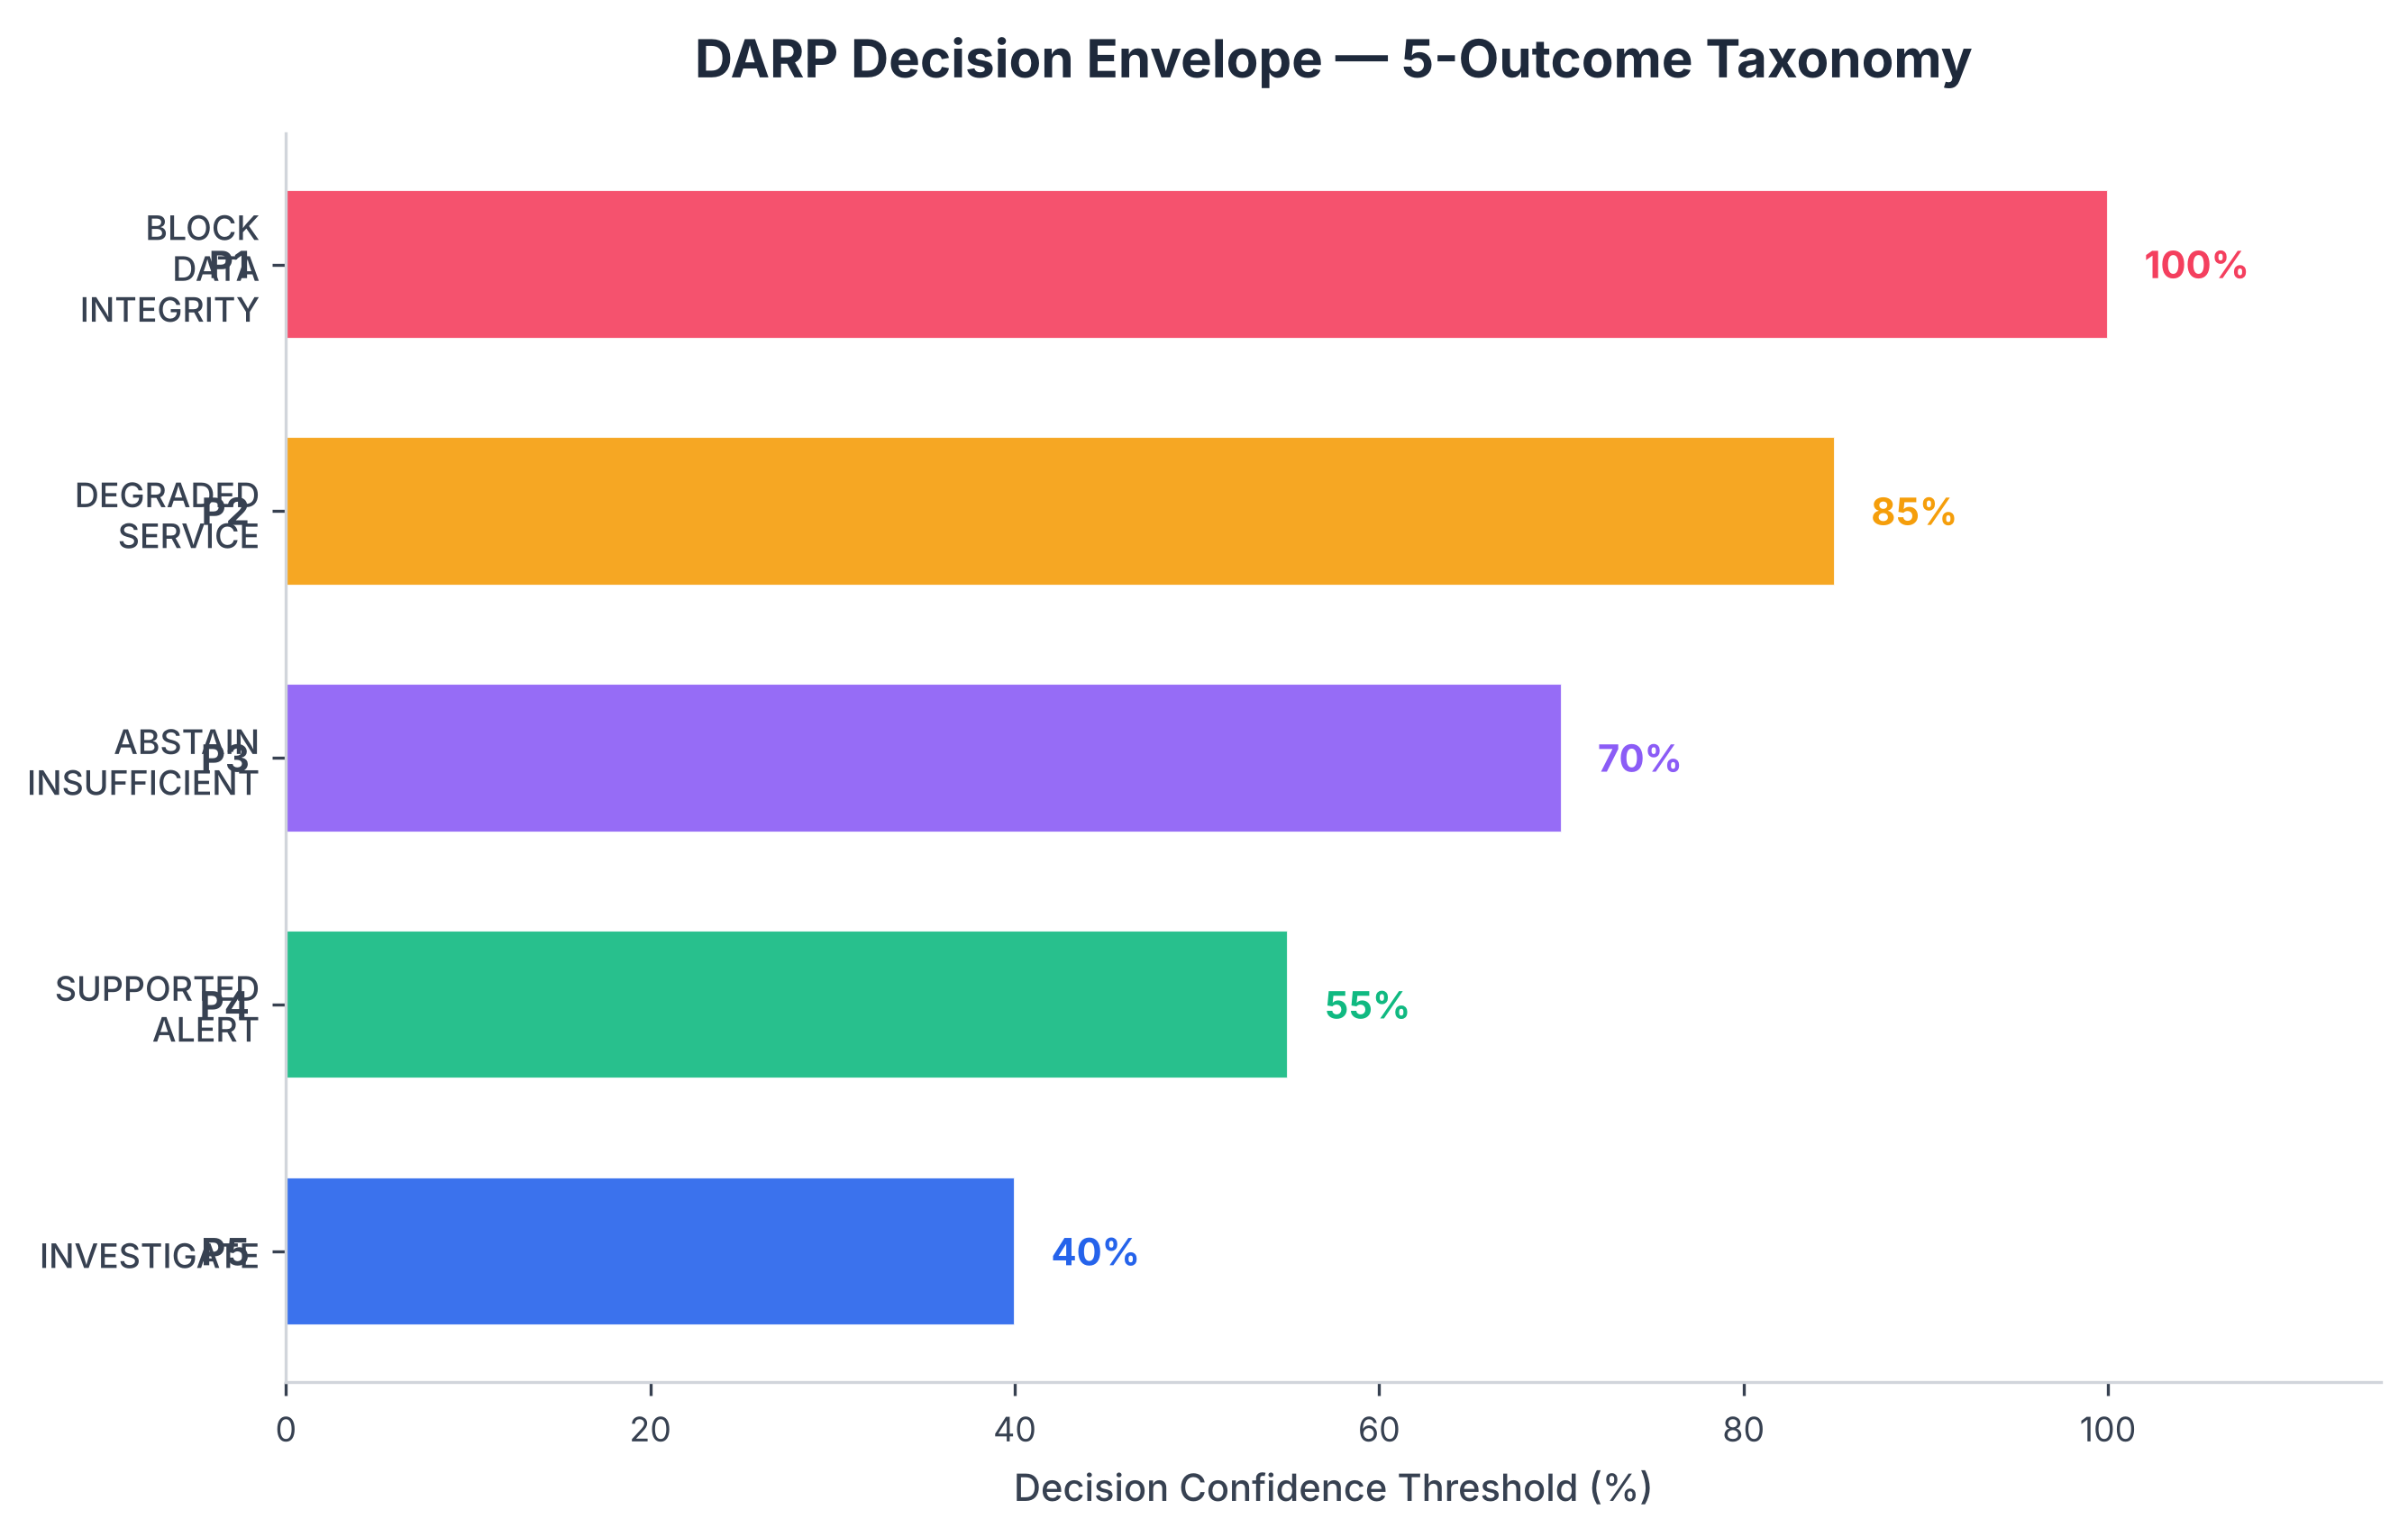 DARP Decision Envelope — 5-Outcome Taxonomy
BLOCK
DATA
INTEGRITY
P1
100%
DEGRADED
SERVICE
P2
85%
ABSTAIN
INSUFFICIENT
P3
70%
SUPPORTED
ALERT
P4
55%
INVESTIGATE
P5
40%
0 20 40 60 80 100
Decision Confidence Threshold (%)